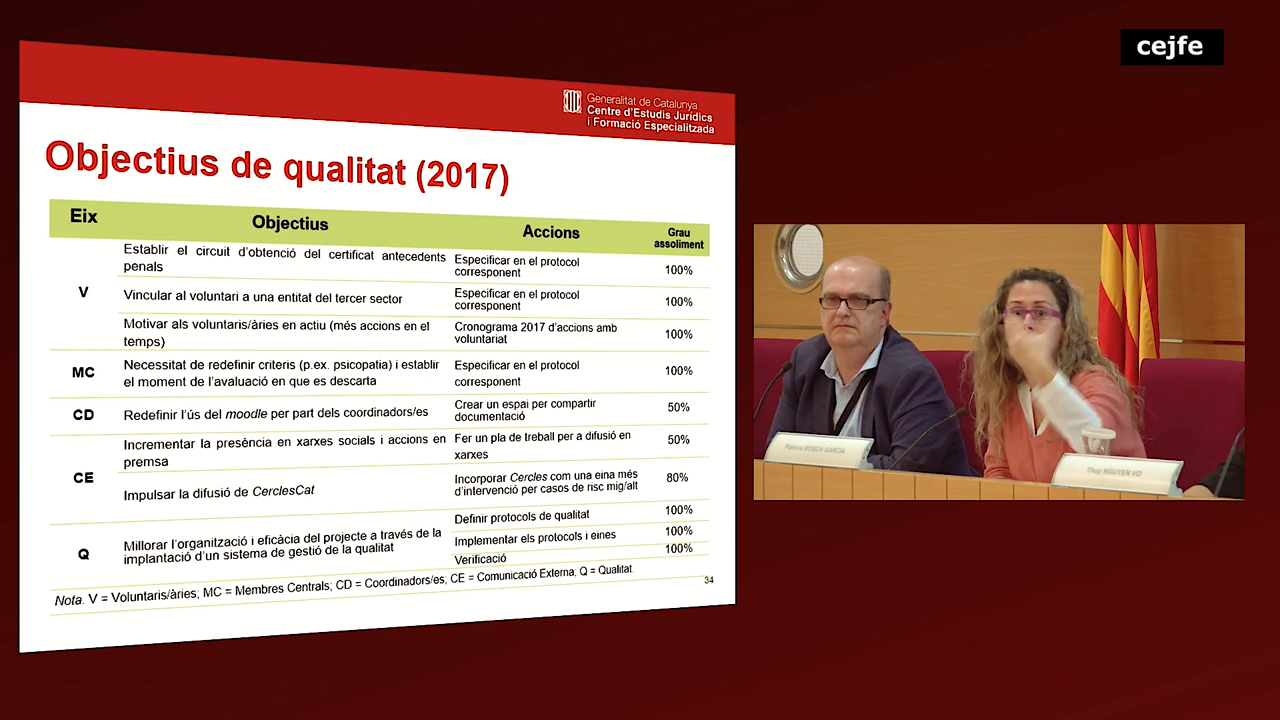 cejfe
Generalitat de Catalunya
Centre d'Estudis Jurídics
i Formació Especialitzada
Objectius de qualitat (2017)
Eix Objectius Accions Grau
assoliment
V
Establir el circuit d'obtenció del certificat antecedents
penals
Especificar en el protocol
corresponent
100%
Vincular al voluntari a una entitat del tercer sector
Especificar en el protocol
corresponent
100%
Motivar als voluntaris/àries en actiu (més accions en el
temps)
Cronograma 2017 d'accions amb
voluntariat
100%
MC
Necessitat de redefinir criteris (p.ex. psicopatia) i establir
el moment de l'avaluació en que es descarta
Especificar en el protocol
corresponent
100%
CD
Redefinir l'ús del moodle per part dels coordinadors/es
Crear un espai per compartir
documentació
50%
CE
Incrementar la presència en xarxes socials i accions en
premsa
Fer un pla de treball per a difusió en
xarxes
50%
Impulsar la difusió de CerclesCat
Incorporar Cercles com una eina més
d'intervenció per casos de risc mig/alt
80%
Q
Millorar l'organització i eficàcia del projecte a través de la
implantació d'un sistema de gestió de la qualitat
Definir protocols de qualitat
100%
Implementar els protocols i eines
100%
Verificació
100%
Nota. V = Voluntaris/àries; MC = Membres Centrals; CD = Coordinadors/es; CE = Comunicació Externa; Q = Qualitat.
34
Patricia BOSCH GARCIA
Thuy NGUYEN VO